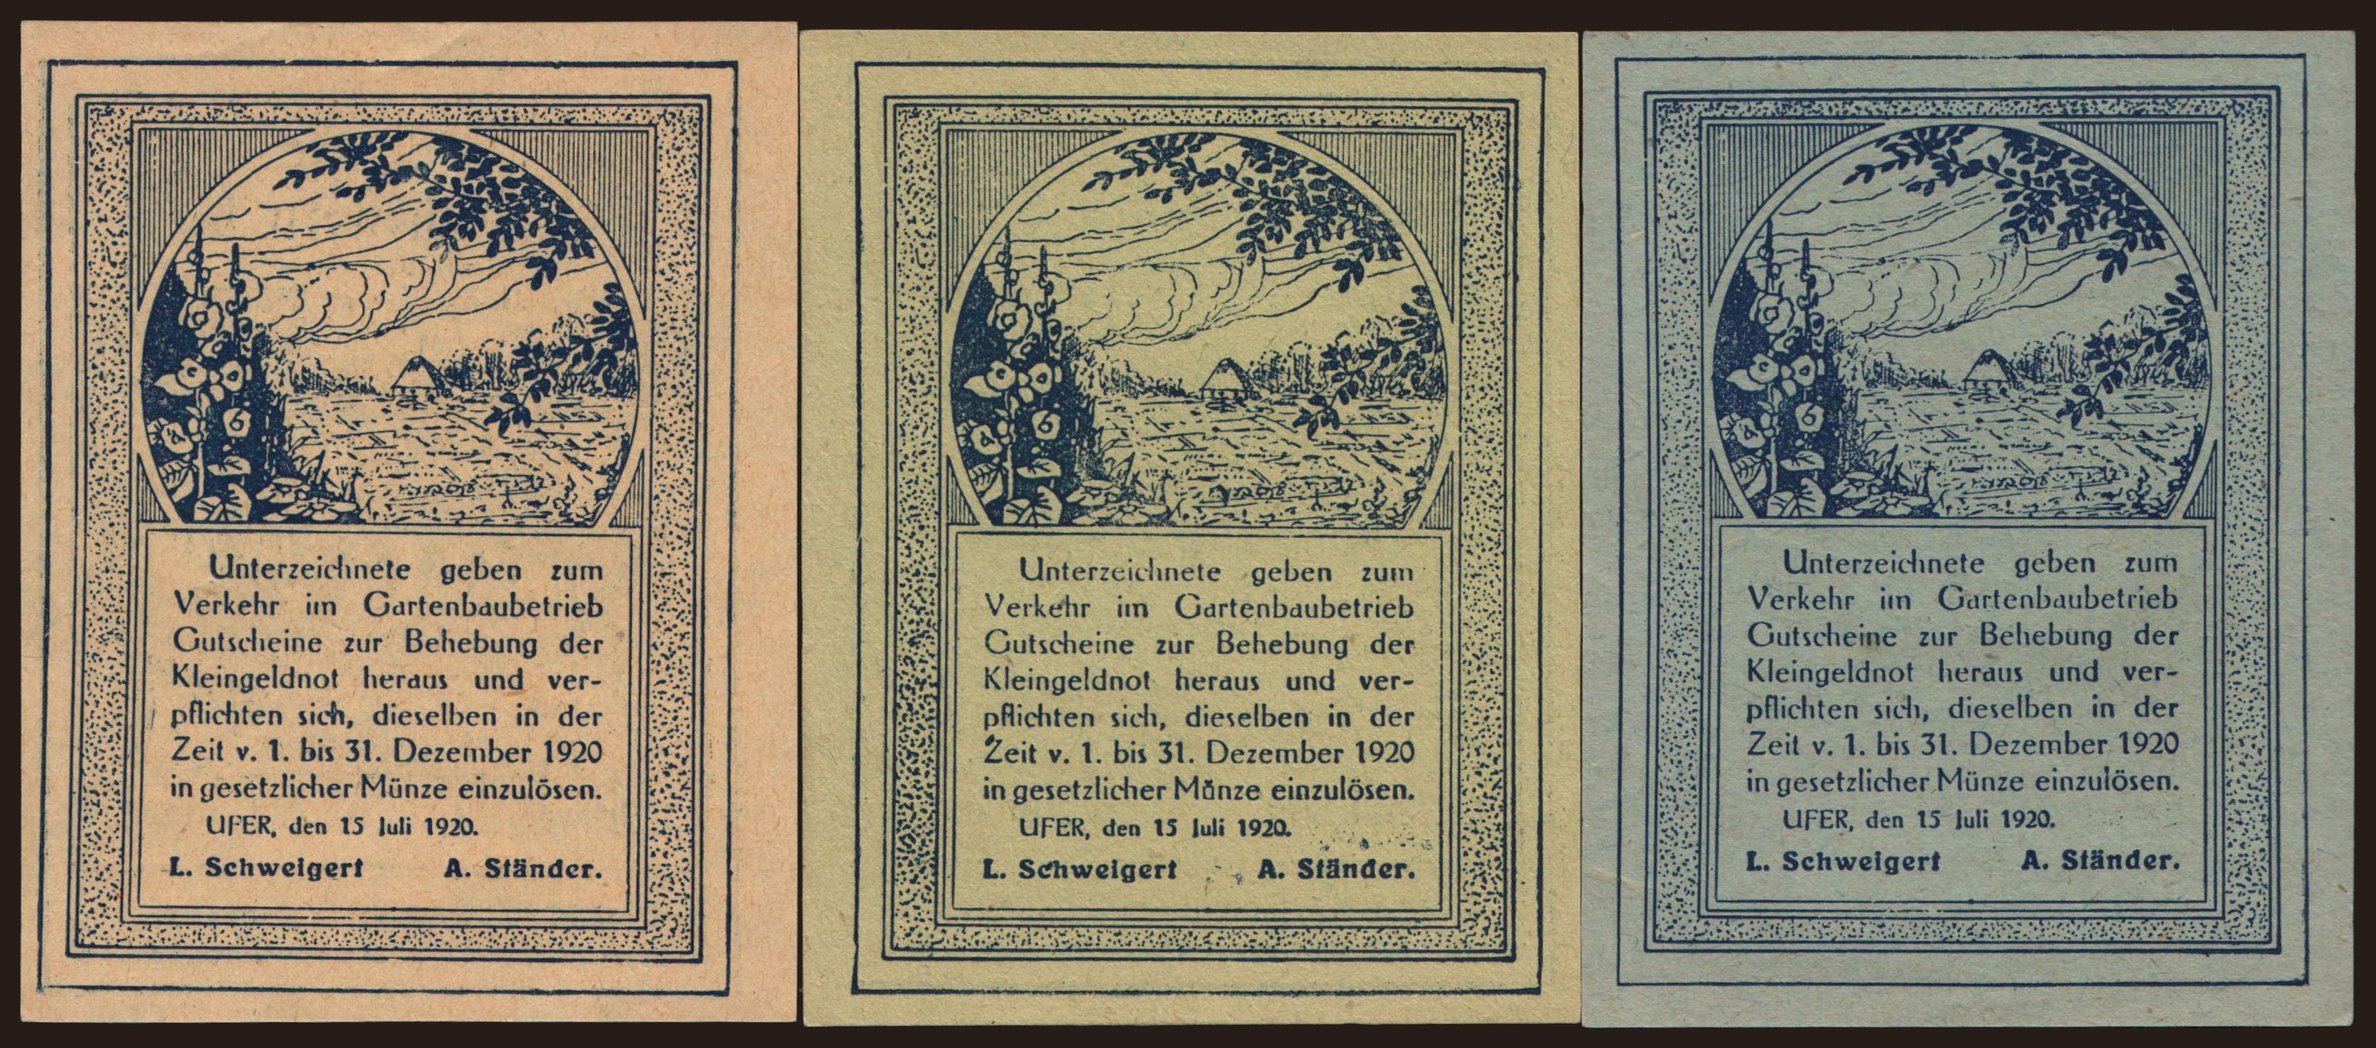 Unterzeichnete geben zum
Verkehr im Gartenbaubetrieb
Gutscheine zur Behebung der
Kleingeldnot heraus und ver-
pflichten sich, dieselben in der
Zeit v. 1. bis 31. Dezember 1920
in gesetzlicher Münze einzulösen.
UFER, den 15 Juli 1920.
L. Schweigert A. Ständer.
Unterzeichnete geben zum
Verkehr im Gartenbaubetrieb
Gutscheine zur Behebung der
Kleingeldnot heraus und ver-
pflichten sich, dieselben in der
Zeit v. 1. bis 31. Dezember 1920
in gesetzlicher Münze einzulösen.
UFER, den 15 Juli 1920.
L. Schweigert A. Ständer.
Unterzeichnete geben zum
Verkehr im Gartenbaubetrieb
Gutscheine zur Behebung der
Kleingeldnot heraus und ver-
pflichten sich, dieselben in der
Zeit v. 1. bis 31. Dezember 1920
in gesetzlicher Münze einzulösen.
UFER, den 15 Juli 1920.
L. Schweigert A. Ständer.